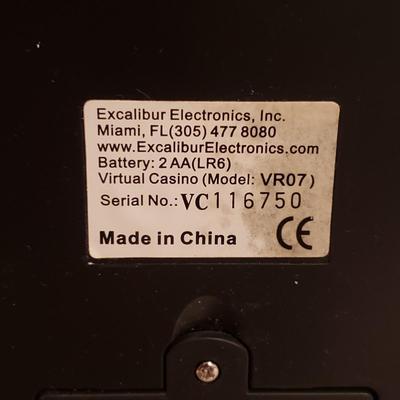 Excalibur Electronics, Inc.
Miami, FL(305) 477 8080
www.ExcaliburElectronics.com
Battery: 2 AA(LR6)
Virtual Casino (Model: VR07)
Serial No.: VC116750
Made in China CE